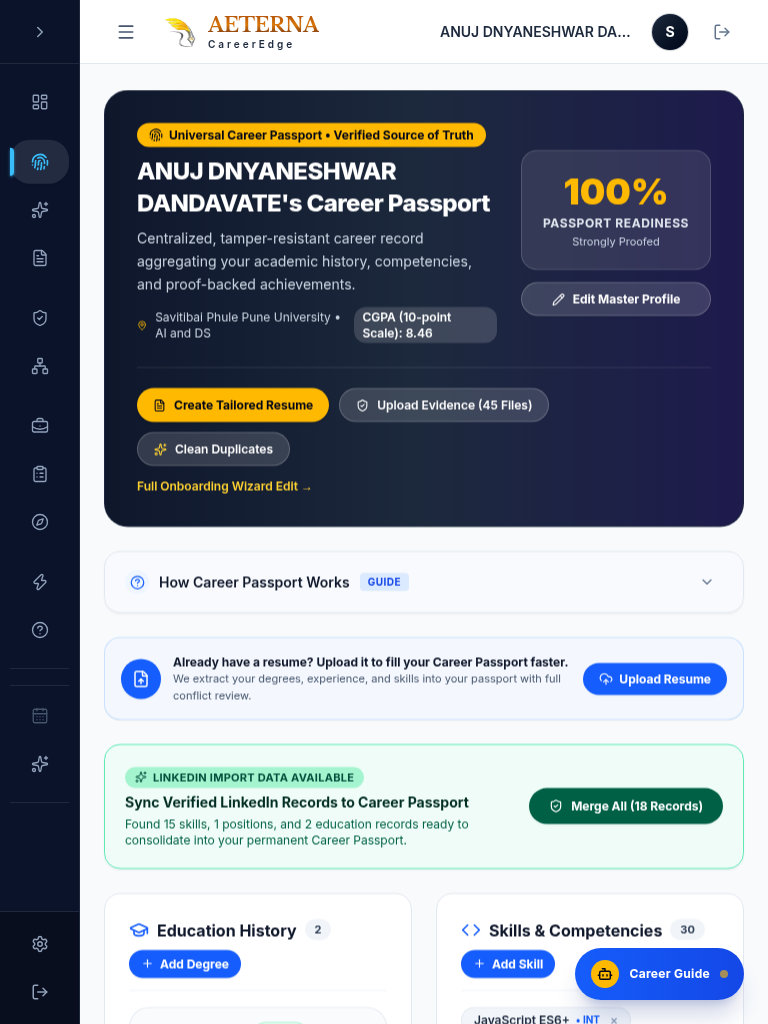 AETERNA
CareerEdge
ANUJ DNYANESHWAR DA...
S
Universal Career Passport • Verified Source of Truth
ANUJ DNYANESHWAR
DANDAVATE's Career Passport
Centralized, tamper-resistant career record
aggregating your academic history, competencies,
and proof-backed achievements.
Savitibai Phule Pune University •
AI and DS
CGPA (10-point
Scale): 8.46
100%
PASSPORT READINESS
Strongly Proofed
Edit Master Profile
Create Tailored Resume
Upload Evidence (45 Files)
Clean Duplicates
Full Onboarding Wizard Edit →
How Career Passport Works
GUIDE
Already have a resume? Upload it to fill your Career Passport faster.
We extract your degrees, experience, and skills into your passport with full
conflict review.
Upload Resume
LINKEDIN IMPORT DATA AVAILABLE
Sync Verified LinkedIn Records to Career Passport
Found 15 skills, 1 positions, and 2 education records ready to
consolidate into your permanent Career Passport.
Merge All (18 Records)
Education History
2
+ Add Degree
Skills & Competencies
30
+ Add Skill
JavaScript ES6+ • INT ×
Career Guide